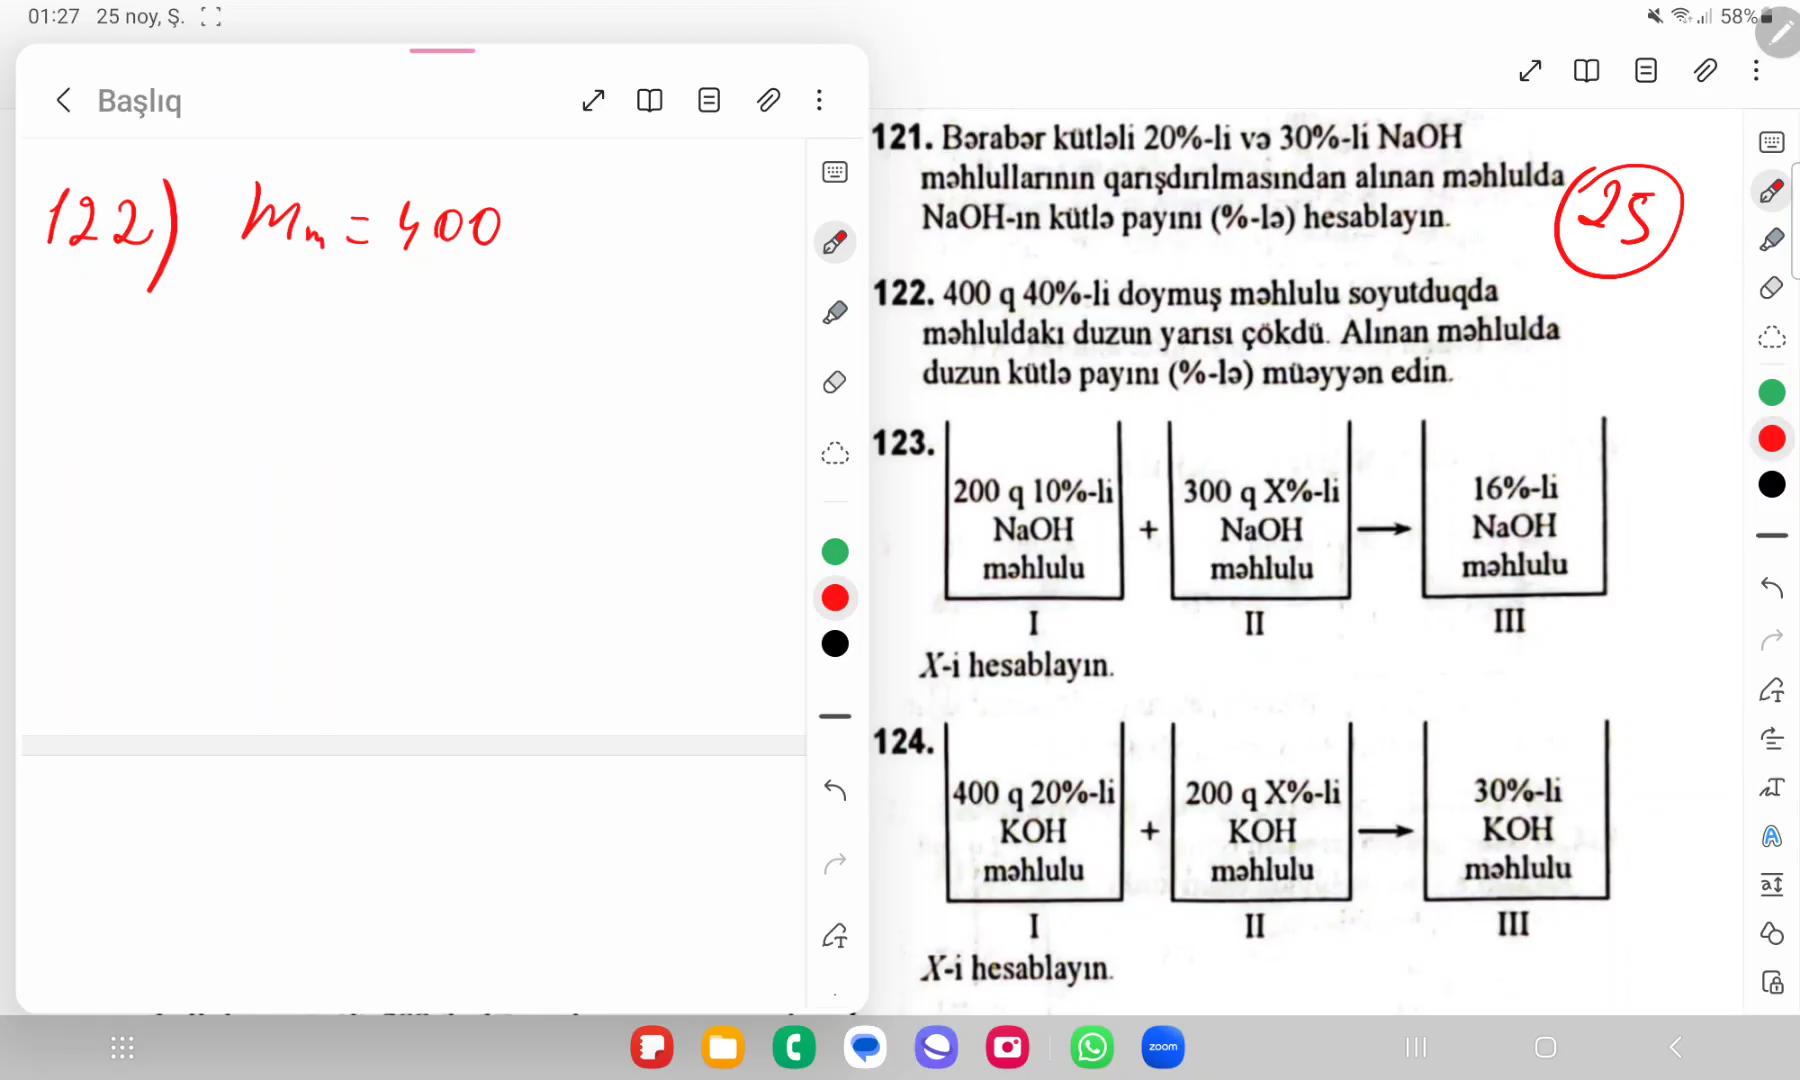 01:27 25 noy, Ş.
58%
Başlıq
122) Mm = 400
121. Bərabər kütləli 20%-li və 30%-li NaOH
məhlullarının qarışdırılmasından alınan məhlulda
NaOH-ın kütlə payını (%-lə) hesablayın.
25
122. 400 q 40%-li doymuş məhlulu soyutduqda
məhluldakı duzun yarısı çökdü. Alınan məhlulda
duzun kütlə payını (%-lə) müəyyən edin.
123.
200 q 10%-li
NaOH
məhlulu
I
+
300 q X%-li
NaOH
məhlulu
II
16%-li
NaOH
məhlulu
III
X-i hesablayın.
124.
400 q 20%-li
KOH
məhlulu
I
+
200 q X%-li
KOH
məhlulu
II
30%-li
KOH
məhlulu
III
X-i hesablayın.
zoom